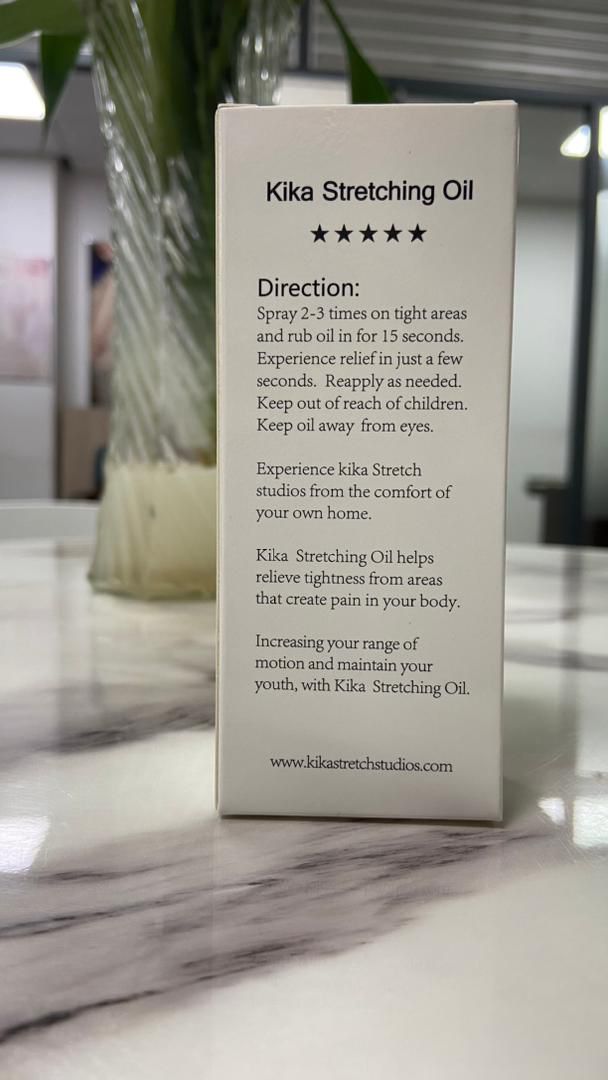 Kika Stretching Oil
★★★★★
Direction:
Spray 2-3 times on tight areas
and rub oil in for 15 seconds.
Experience relief in just a few
seconds. Reapply as needed.
Keep out of reach of children.
Keep oil away from eyes.
Experience kika Stretch
studios from the comfort of
your own home.
Kika Stretching Oil helps
relieve tightness from areas
that create pain in your body.
Increasing your range of
motion and maintain your
youth, with Kika Stretching Oil.
www.kikastretchstudios.com